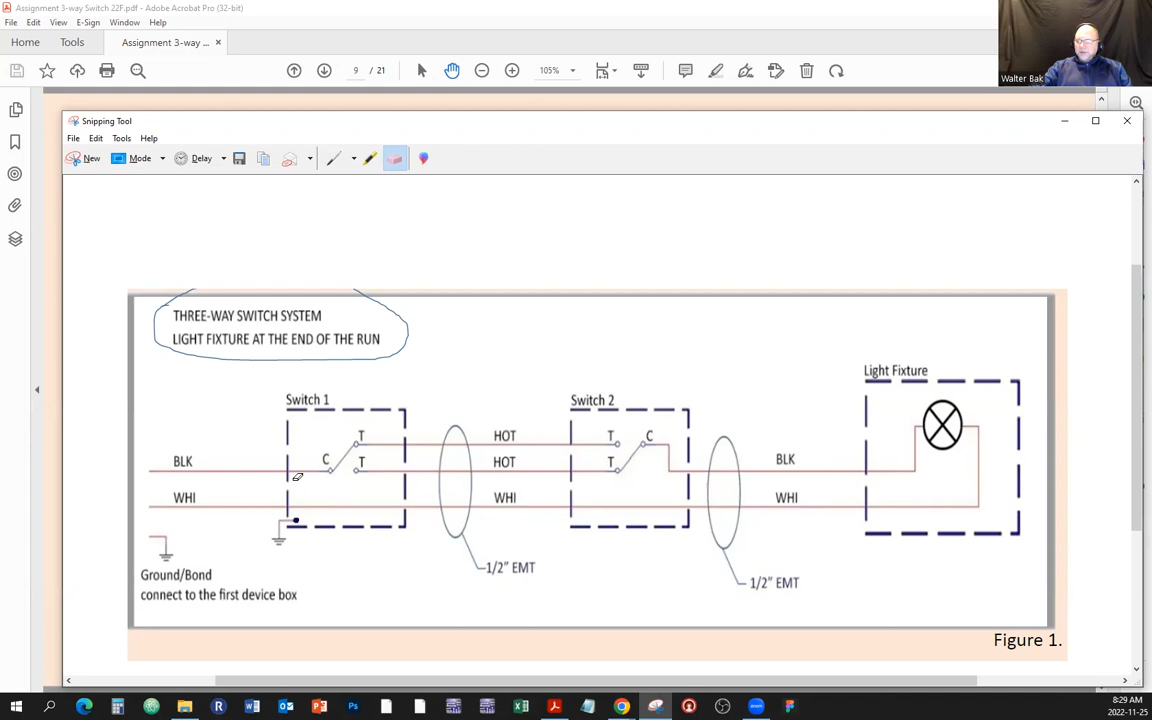 Assignment 3-way Switch 22F.pdf - Adobe Acrobat Pro (32-bit)
File Edit View E-Sign Window Help
Home Tools Assignment 3-way ... ×
9 / 21 105%
Walter Bak
Snipping Tool
File Edit Tools Help
New Mode Delay
THREE-WAY SWITCH SYSTEM
LIGHT FIXTURE AT THE END OF THE RUN
Light Fixture
Switch 1 Switch 2
T HOT T C
BLK C T HOT T BLK
WHI WHI WHI
1/2" EMT
1/2" EMT
Ground/Bond
connect to the first device box
Figure 1.
8:29 AM
2022-11-25